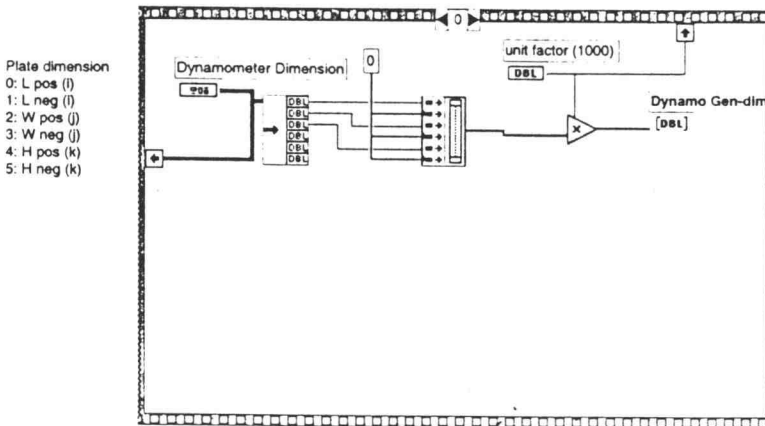 0
Plate dimension
0: L pos (i)
1: L neg (i)
2: W pos (j)
3: W neg (j)
4: H pos (k)
5: H neg (k)
Dynamometer Dimension
0
unit factor (1000)
DBL
Dynamo Gen-dim
[DBL]
DBL
DBL
DBL
DBL
DBL
x